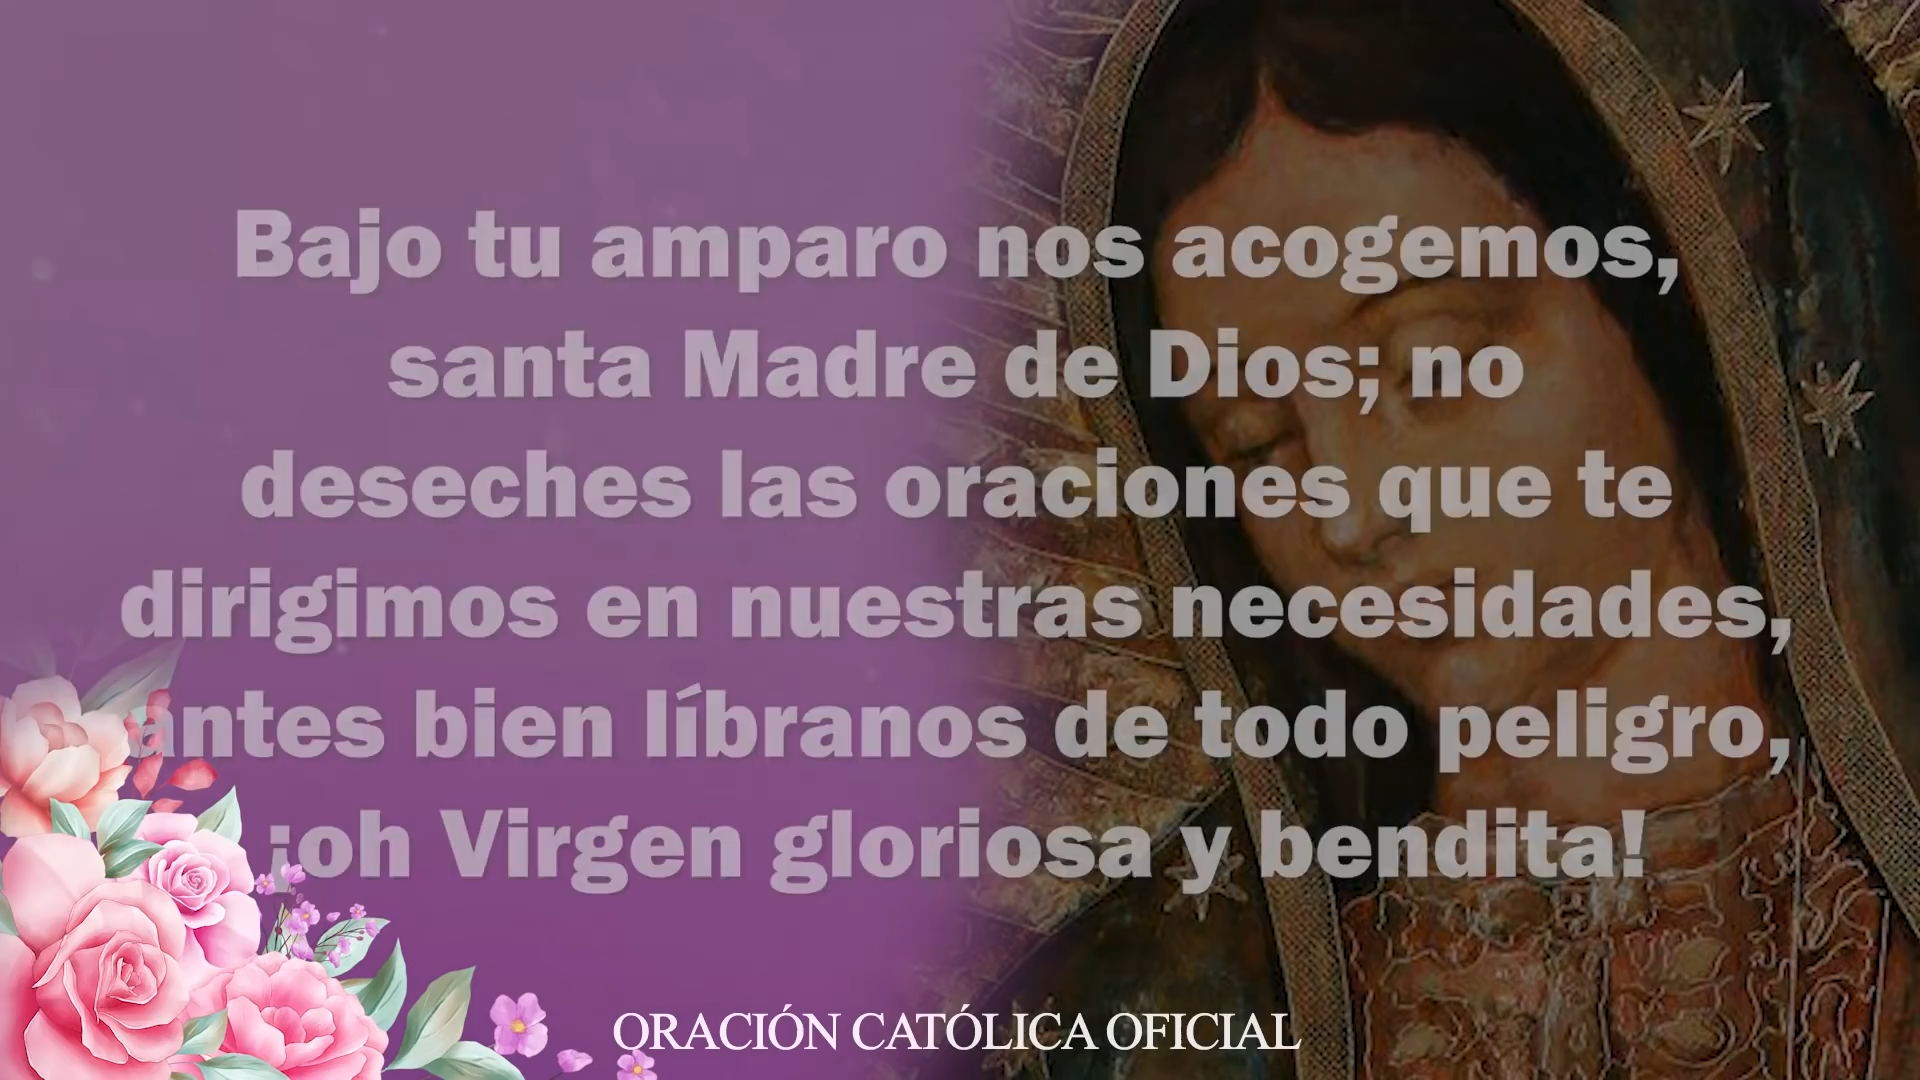 Bajo tu amparo nos acogemos,
santa Madre de Dios; no
deseches las oraciones que te
dirigimos en nuestras necesidades,
antes bien líbranos de todo peligro,
¡oh Virgen gloriosa y bendita!
ORACIÓN CATÓLICA OFICIAL